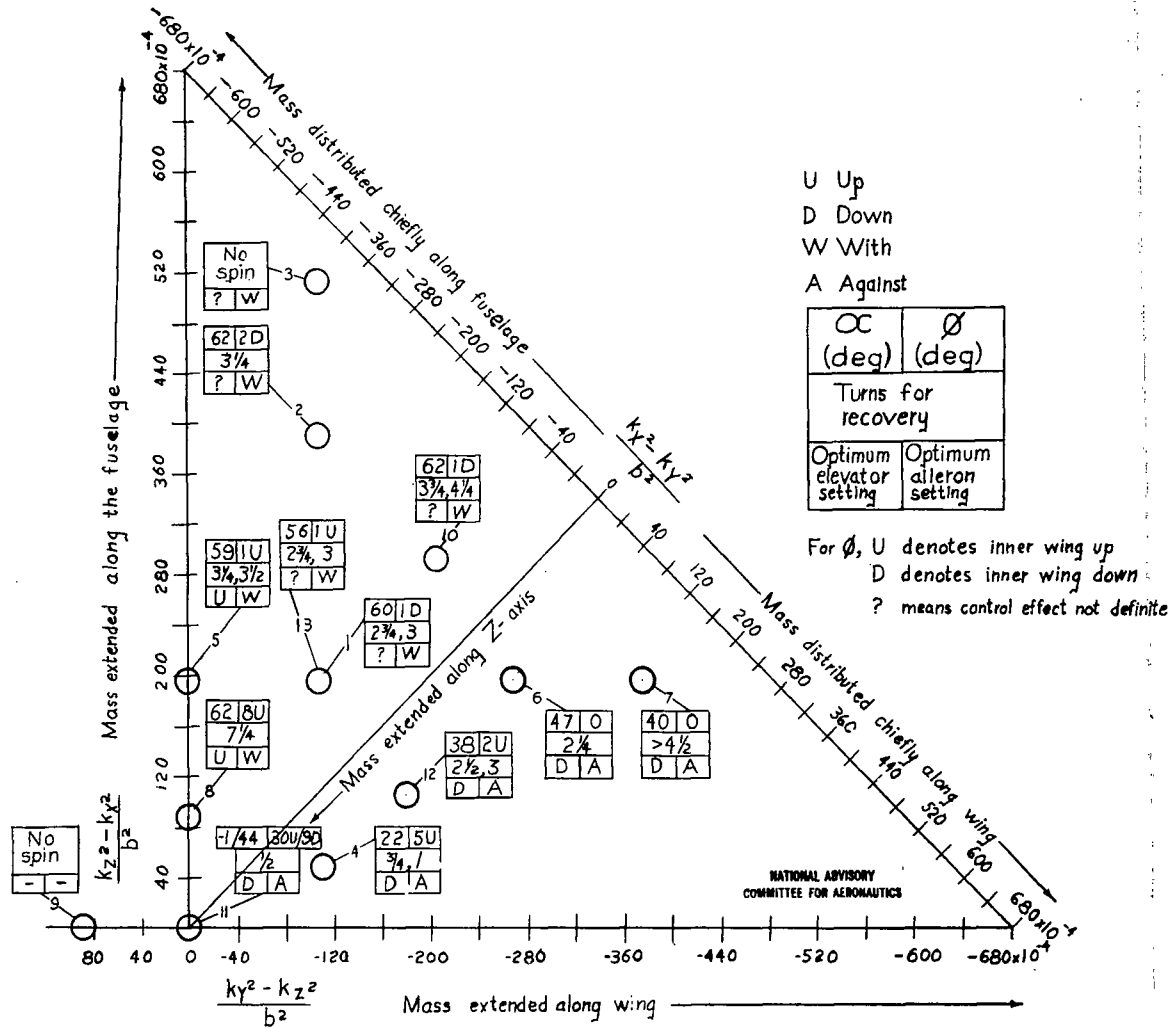 -680x10⁻⁴
680x10⁻⁴
-600
-520
-440
-360
-280
-200
-120
-40
0
40
120
200
280
360
440
520
600
680x10⁻⁴
Mass distributed chiefly along fuselage
kX² - kY²
b²
Mass distributed chiefly along wing
600
520
440
360
280
200
120
40
Mass extended along the fuselage
kZ² - kX²
b²
Mass extended along Z-axis
No
spin
? W
3
62 2D
3 1/4
? W
2
62 1D
3 3/4, 4 1/4
? W
10
59 1U
3 1/4, 3 1/2
U W
5
56 1U
2 3/4, 3
? W
13
60 1D
2 3/4, 3
? W
1
62 8U
7 1/4
U W
8
47 0
2 1/4
D A
6
40 0
>4 1/2
D A
7
38 2U
2 1/2, 3
D A
12
No
spin
- -
9
-1/44 30U/9D
1/2
D A
11
22 5U
3/4, 1
D A
4
U Up
D Down
W With
A Against
∝ (deg) Ø (deg)
Turns for
recovery
Optimum elevator setting
Optimum aileron setting
For Ø, U denotes inner wing up
D denotes inner wing down
? means control effect not definite
NATIONAL ADVISORY
COMMITTEE FOR AERONAUTICS
80 40 0 -40 -120 -200 -280 -360 -440 -520 -600 -680x10⁻⁴
kY² - kZ²
b²
Mass extended along wing